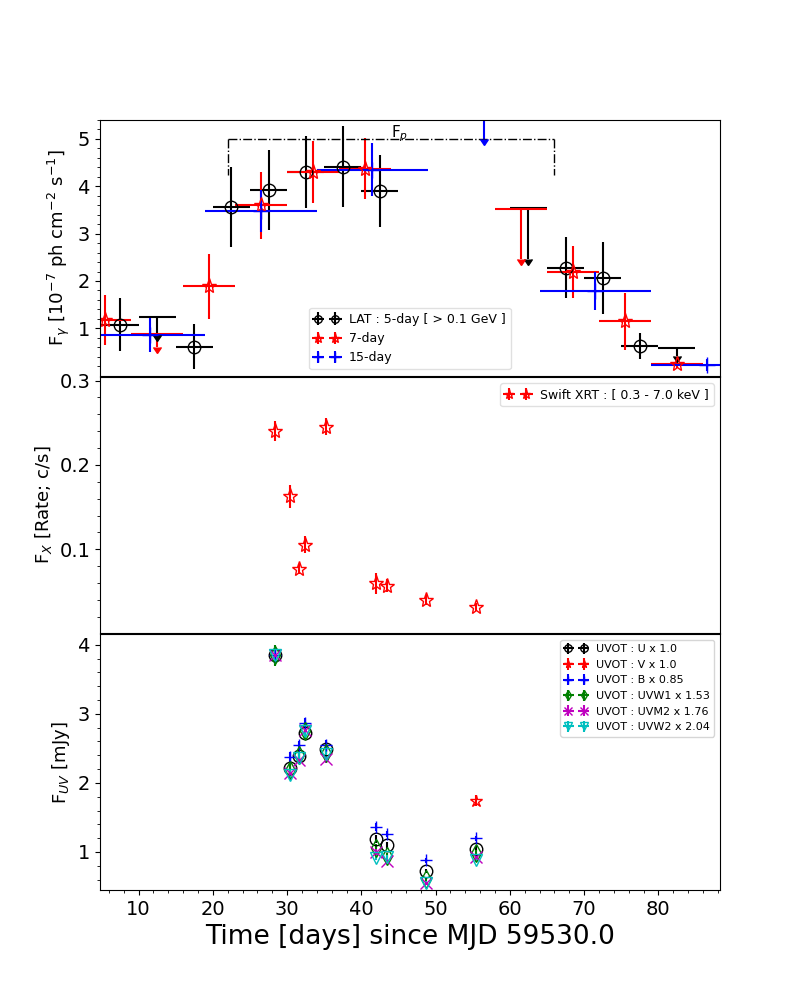 F_p
5
4
3
2
1
F_γ [10⁻⁷ ph cm⁻² s⁻¹]
LAT : 5-day [ > 0.1 GeV ]
7-day
15-day
0.3
0.2
0.1
F_X [Rate; c/s]
Swift XRT : [ 0.3 - 7.0 keV ]
4
3
2
1
F_UV [mJy]
UVOT : U x 1.0
UVOT : V x 1.0
UVOT : B x 0.85
UVOT : UVW1 x 1.53
UVOT : UVM2 x 1.76
UVOT : UVW2 x 2.04
10 20 30 40 50 60 70 80
Time [days] since MJD 59530.0